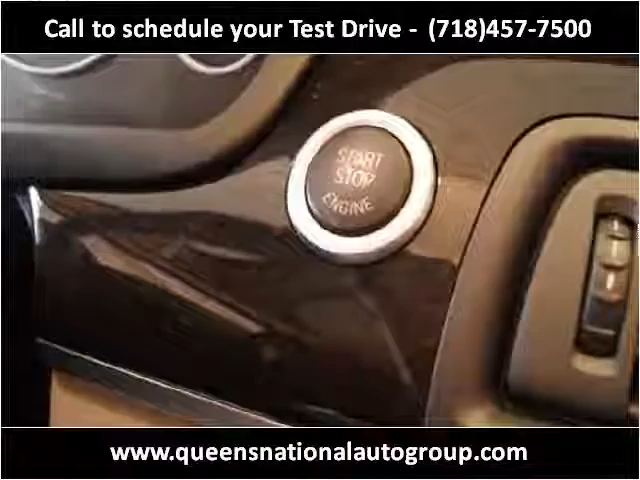 Call to schedule your Test Drive - (718)457-7500
START
STOP
ENGINE
www.queensnationalautogroup.com